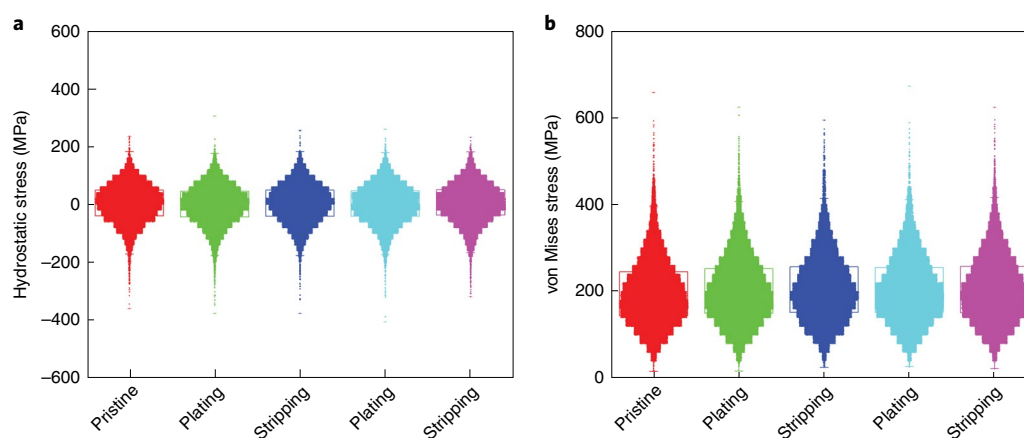 a
600
400
200
0
–200
–400
–600
Hydrostatic stress (MPa)
Pristine
Plating
Stripping
Plating
Stripping
b
800
600
400
200
0
von Mises stress (MPa)
Pristine
Plating
Stripping
Plating
Stripping